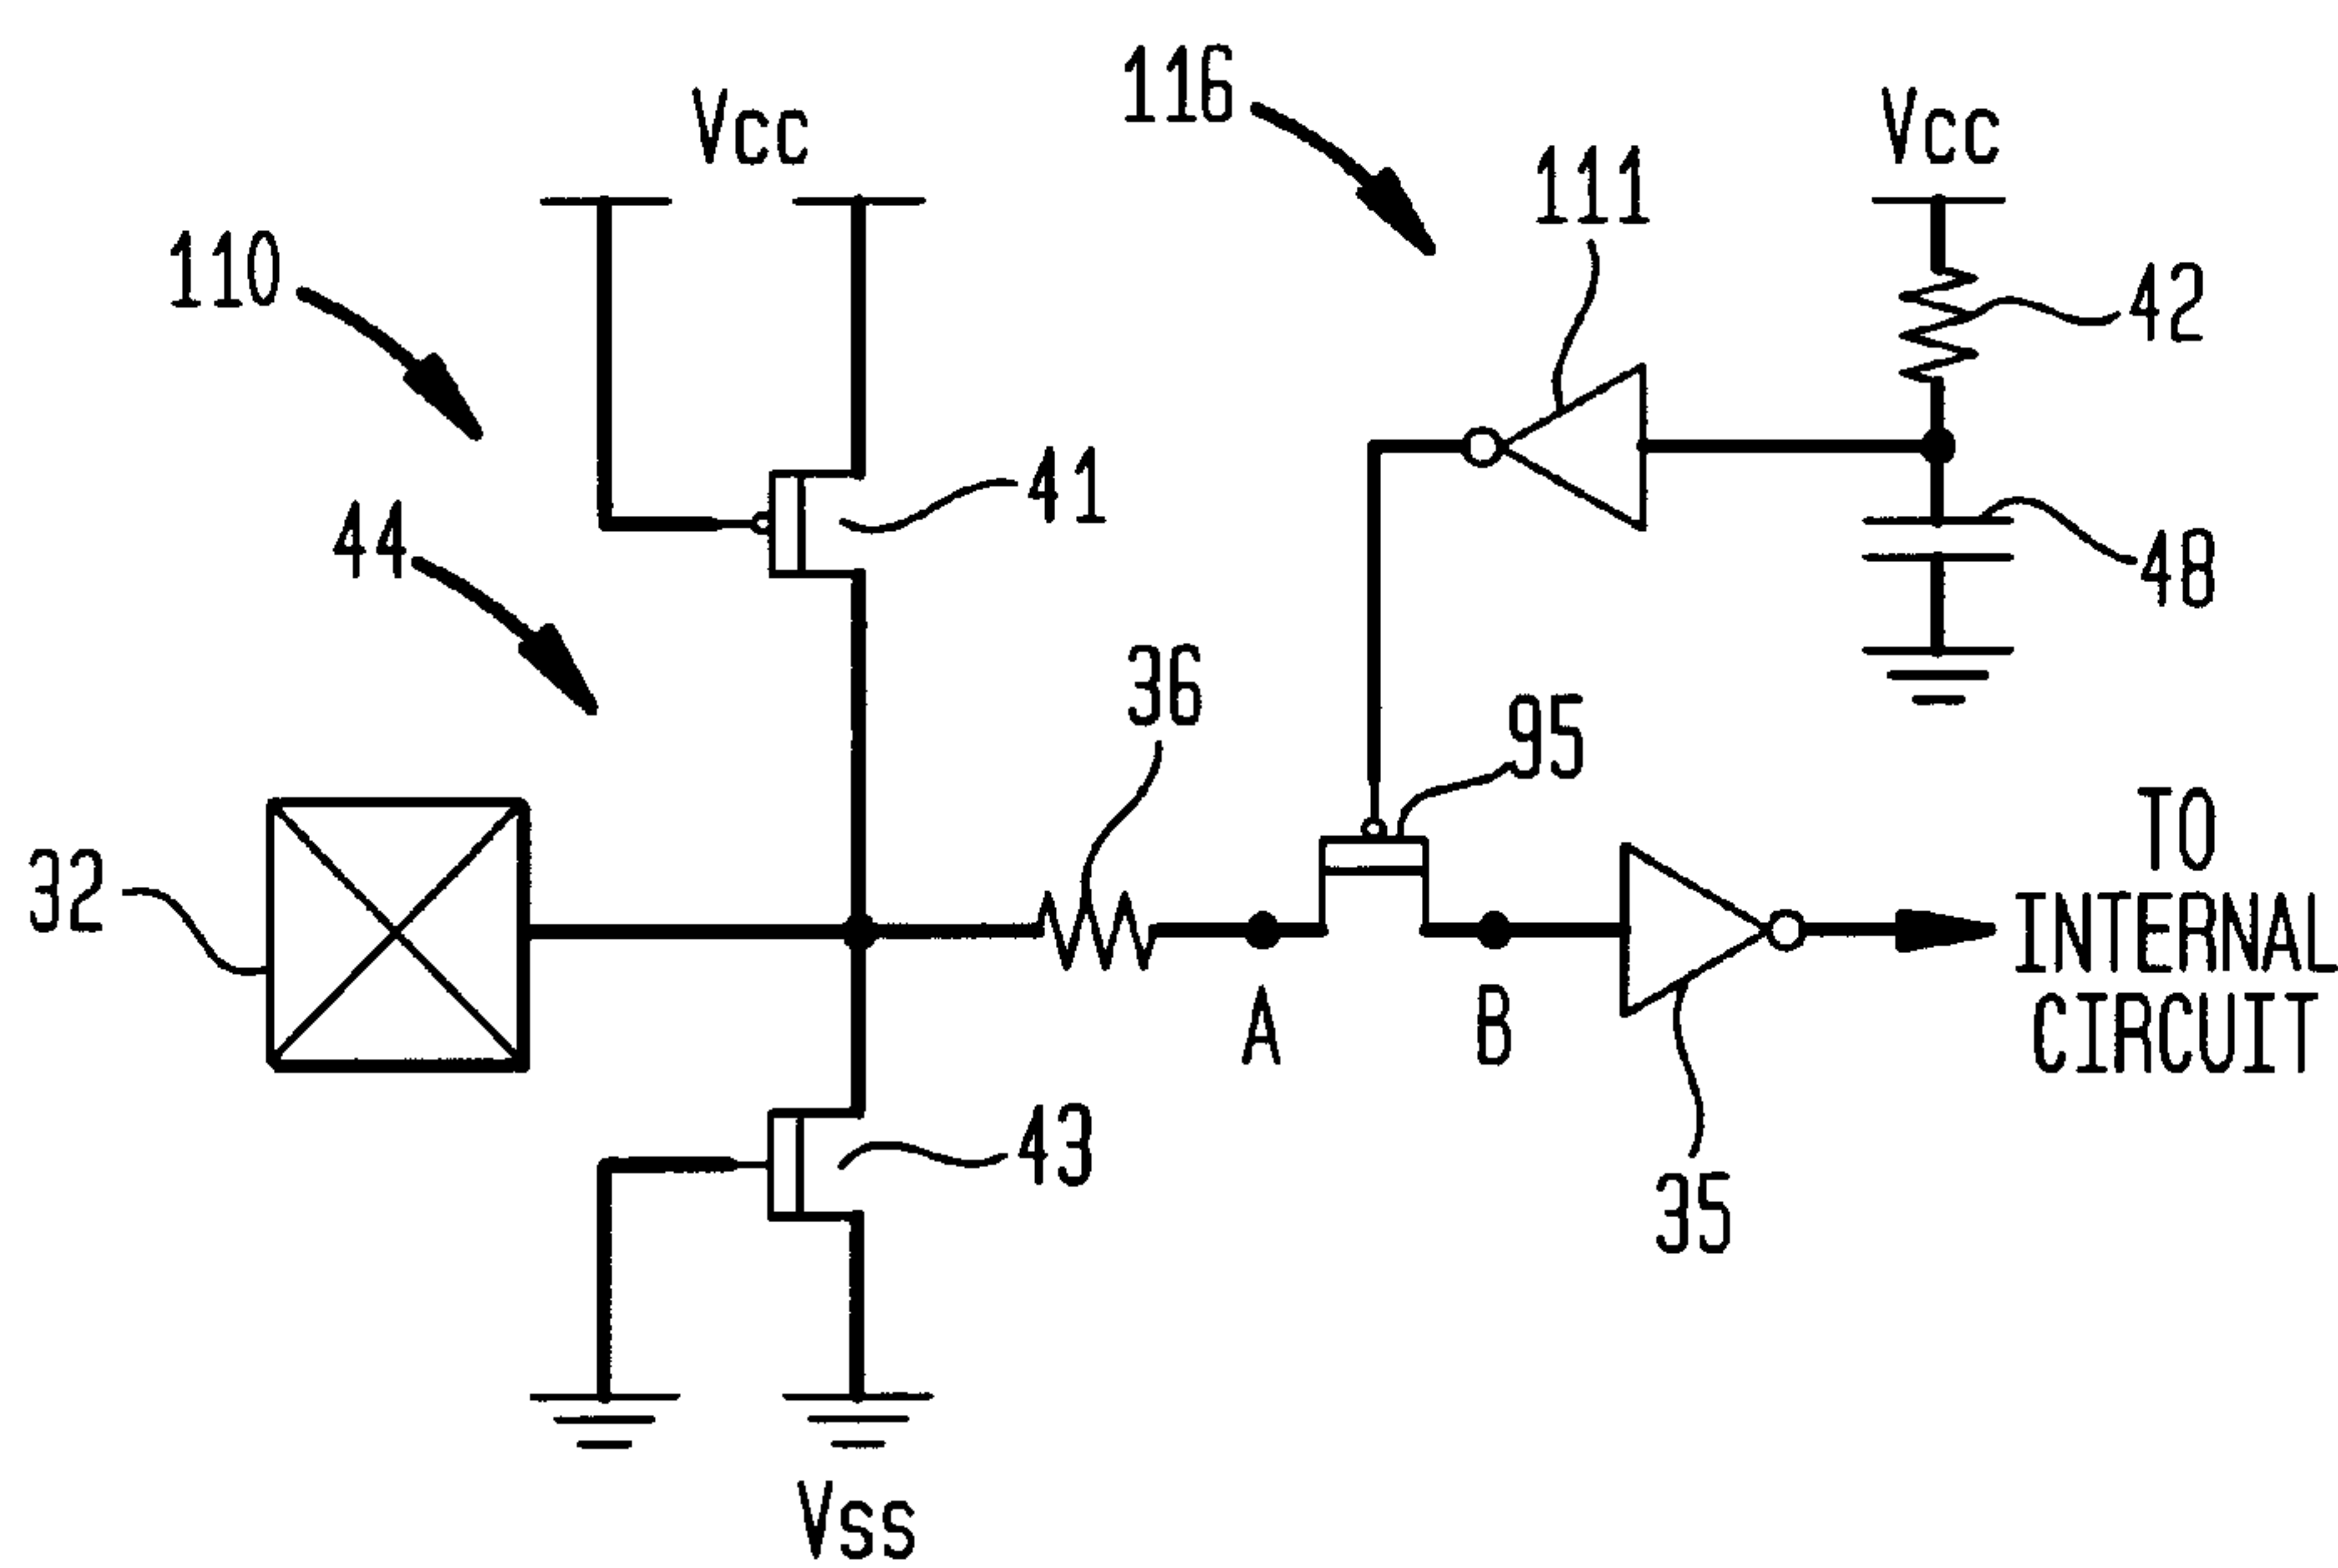 116
Vcc
Vcc
111
110
42
41
44
48
36
95
32
TO
INTERNAL
CIRCUIT
A
B
43
35
Vss